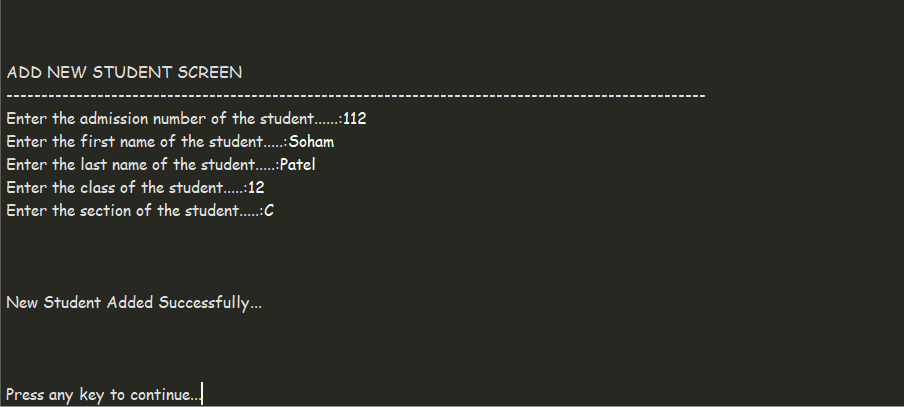 ADD NEW STUDENT SCREEN
----------------------------------------------------------------------------------------------------
Enter the admission number of the student......:112
Enter the first name of the student.....:Soham
Enter the last name of the student.....:Patel
Enter the class of the student.....:12
Enter the section of the student.....:C
New Student Added Successfully...
Press any key to continue...